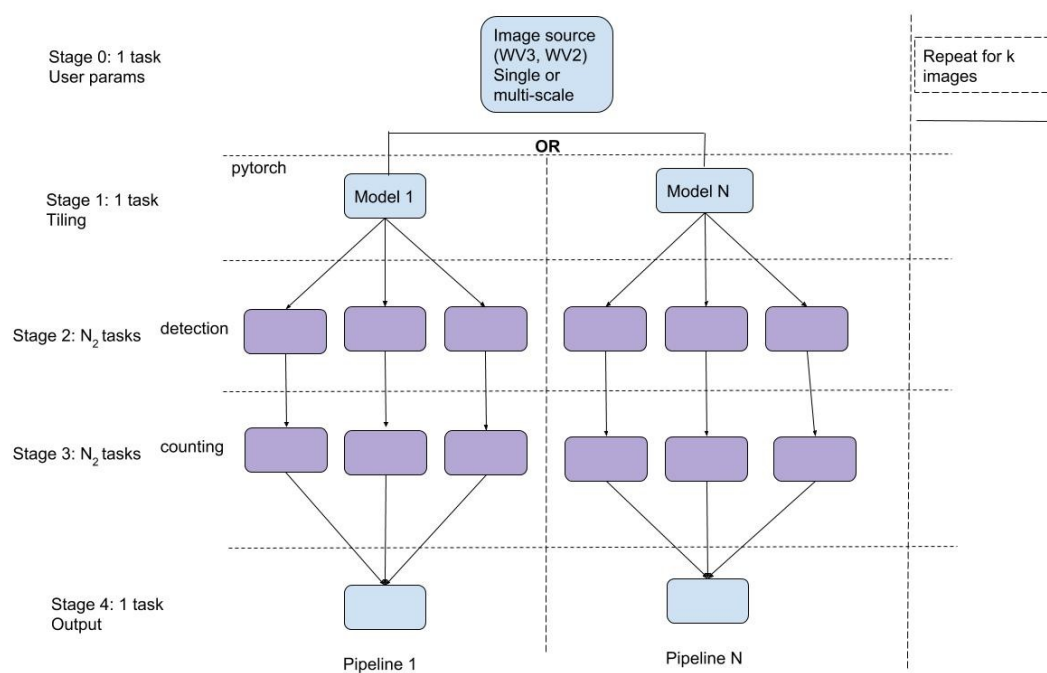 Stage 0: 1 task
User params
Image source
(WV3, WV2)
Single or
multi-scale
Repeat for k
images
OR
pytorch
Stage 1: 1 task
Tiling
Model 1
Model N
Stage 2: N₂ tasks
detection
Stage 3: N₂ tasks
counting
Stage 4: 1 task
Output
Pipeline 1
Pipeline N